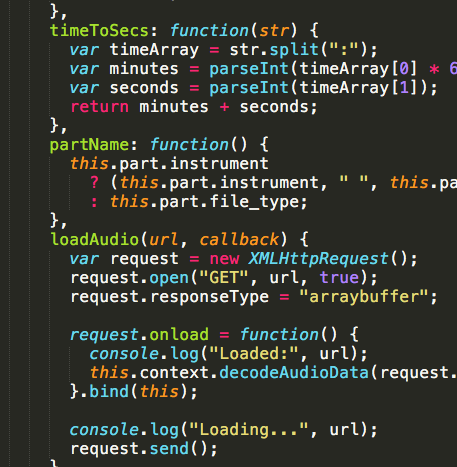 },
timeToSecs: function(str) {
var timeArray = str.split(":");
var minutes = parseInt(timeArray[0] * 6
var seconds = parseInt(timeArray[1]);
return minutes + seconds;
},
partName: function() {
this.part.instrument
? (this.part.instrument, " ", this.pa
: this.part.file_type;
},
loadAudio(url, callback) {
var request = new XMLHttpRequest();
request.open("GET", url, true);
request.responseType = "arraybuffer";
request.onload = function() {
console.log("Loaded:", url);
this.context.decodeAudioData(request.
}.bind(this);
console.log("Loading...", url);
request.send();
}